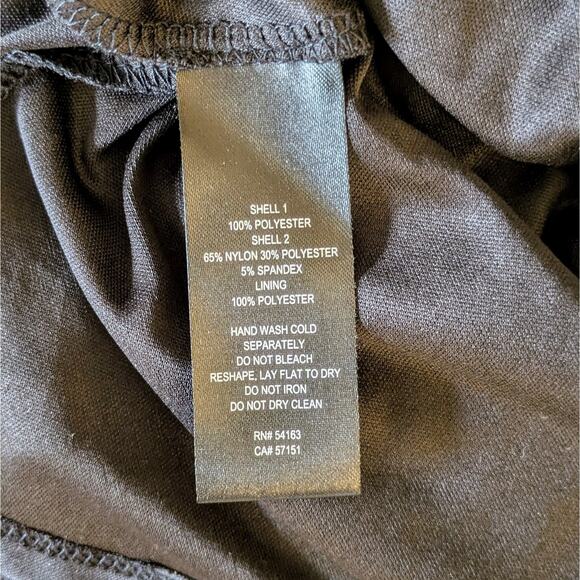 SHELL 1
100% POLYESTER
SHELL 2
65% NYLON 30% POLYESTER
5% SPANDEX
LINING
100% POLYESTER
HAND WASH COLD
SEPARATELY
DO NOT BLEACH
RESHAPE, LAY FLAT TO DRY
DO NOT IRON
DO NOT DRY CLEAN
RN# 54163
CA# 57151